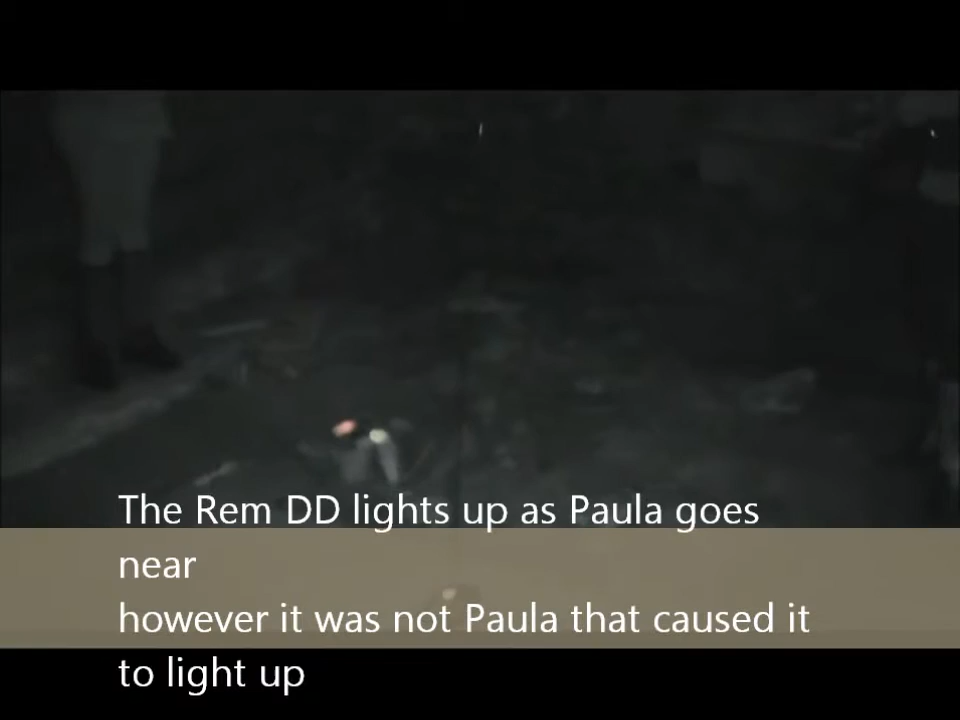 The Rem DD lights up as Paula goes
near
however it was not Paula that caused it
to light up